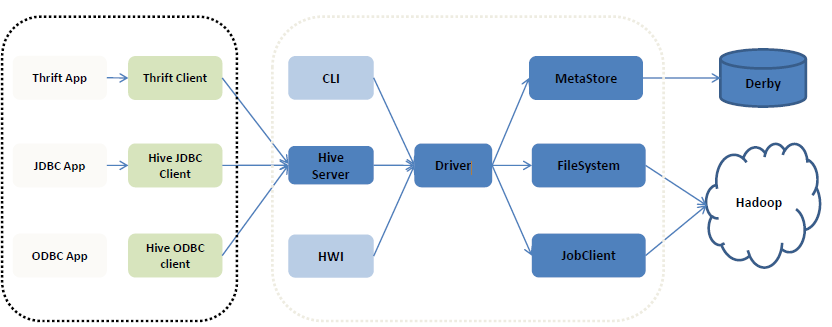 Thrift App
Thrift Client
CLI
MetaStore
Derby
JDBC App
Hive JDBC
Client
Hive
Server
Driver
FileSystem
Hadoop
ODBC App
Hive ODBC
client
HWI
JobClient